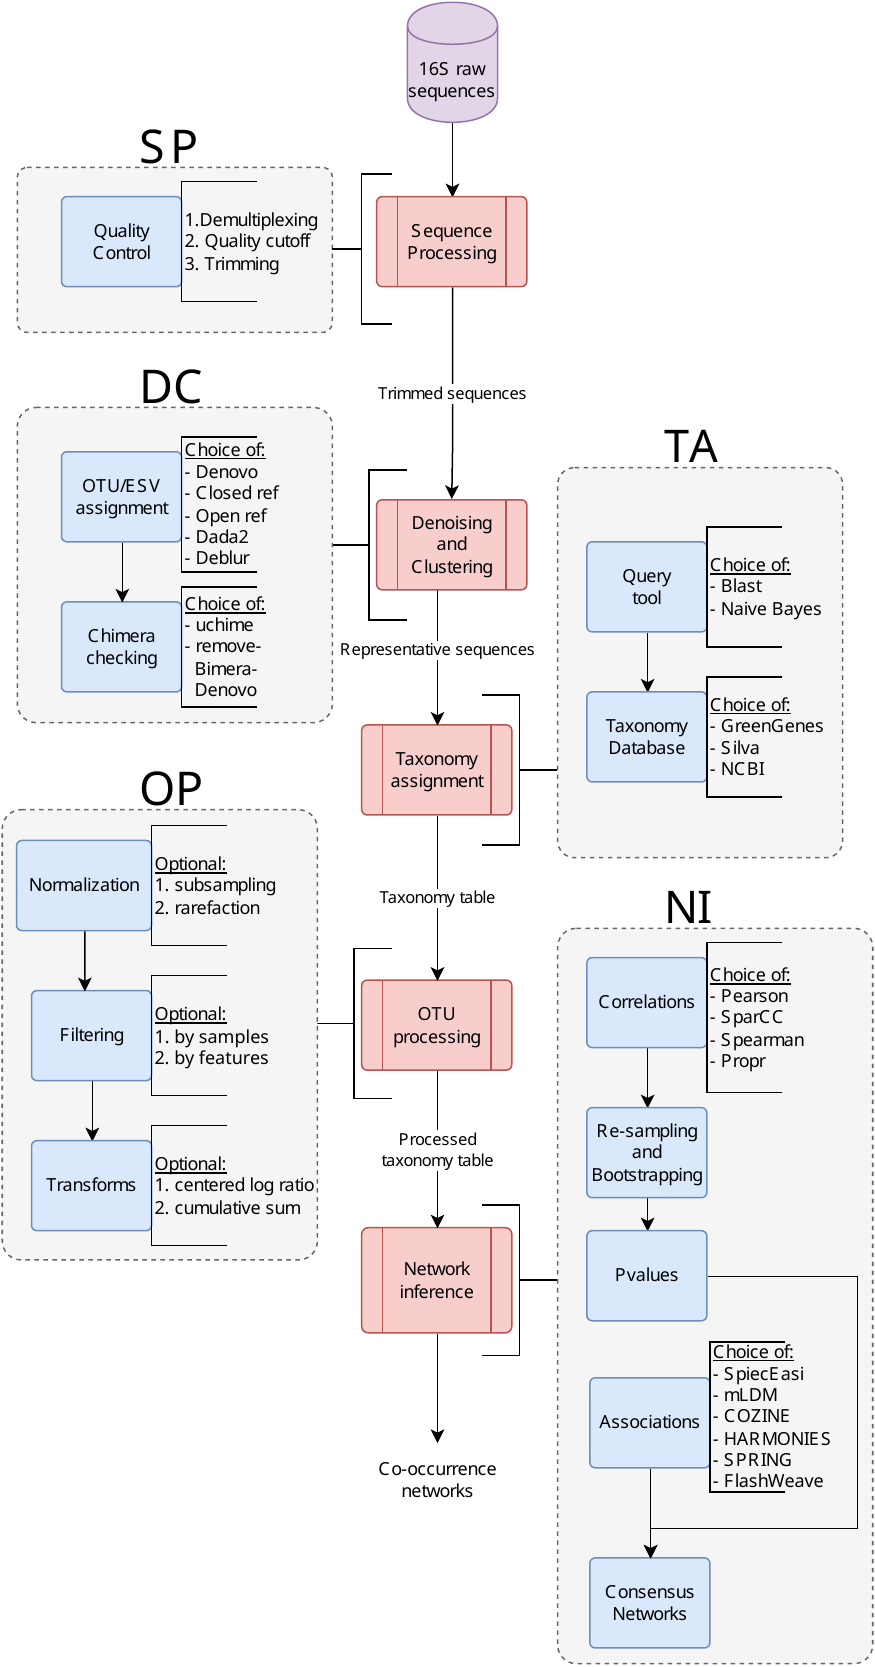 16S raw
sequences
SP
Quality
Control
1.Demultiplexing
2. Quality cutoff
3. Trimming
Sequence
Processing
Trimmed sequences
DC
OTU/ESV
assignment
Choice of:
- Denovo
- Closed ref
- Open ref
- Dada2
- Deblur
Chimera
checking
Choice of:
- uchime
- remove-
Bimera-
Denovo
Denoising
and
Clustering
Representative sequences
TA
Query
tool
Choice of:
- Blast
- Naive Bayes
Taxonomy
Database
Choice of:
- GreenGenes
- Silva
- NCBI
Taxonomy
assignment
Taxonomy table
OP
Normalization
Optional:
1. subsampling
2. rarefaction
Filtering
Optional:
1. by samples
2. by features
Transforms
Optional:
1. centered log ratio
2. cumulative sum
OTU
processing
Processed
taxonomy table
NI
Correlations
Choice of:
- Pearson
- SparCC
- Spearman
- Propr
Re-sampling
and
Bootstrapping
Pvalues
Associations
Choice of:
- SpiecEasi
- mLDM
- COZINE
- HARMONIES
- SPRING
- FlashWeave
Consensus
Networks
Network
inference
Co-occurrence
networks